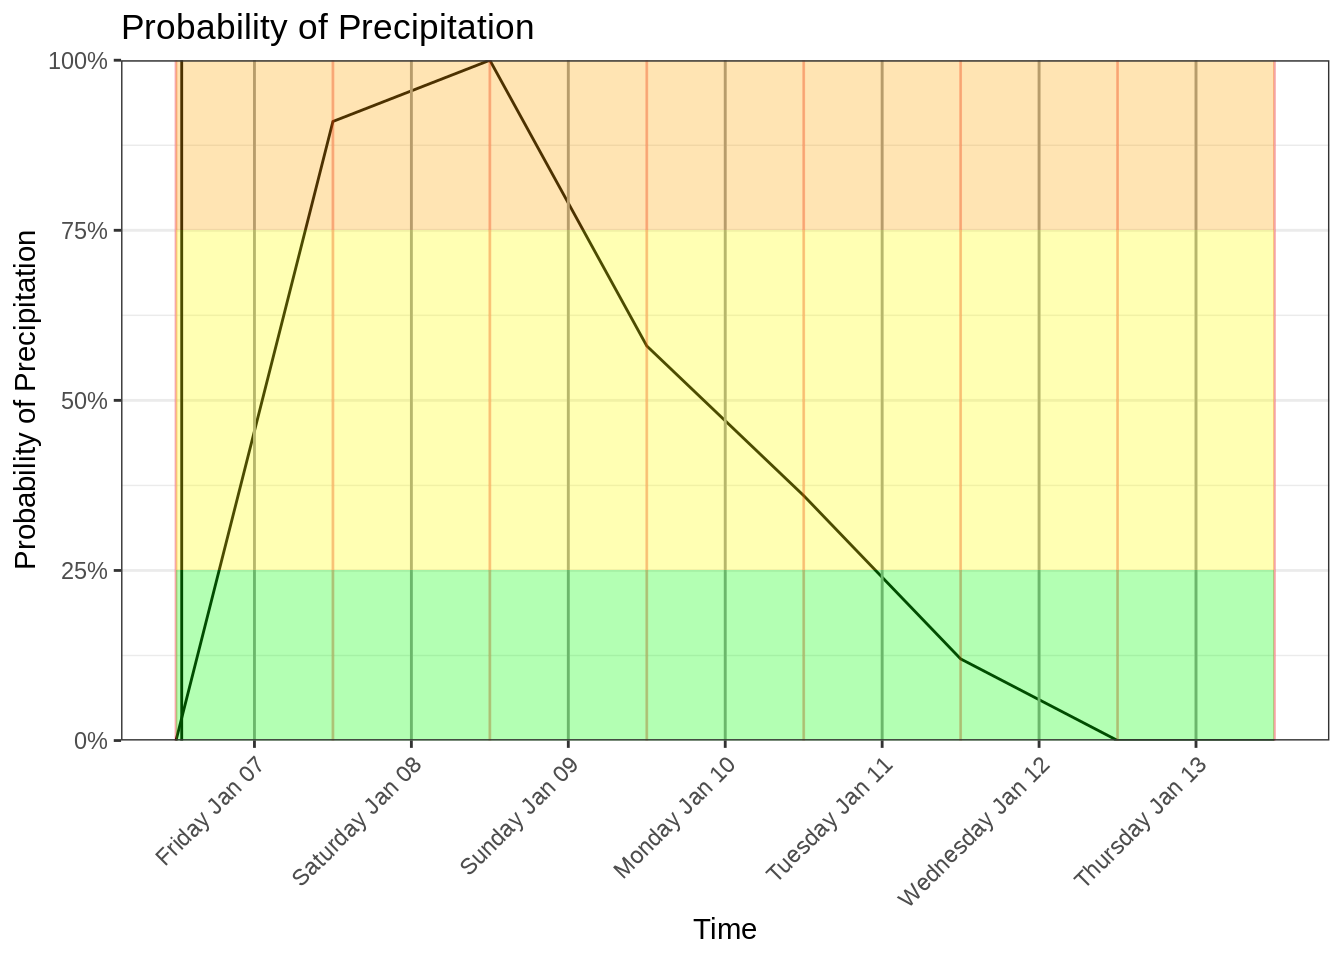 Probability of Precipitation
Probability of Precipitation
100%
75%
50%
25%
0%
Friday Jan 07
Saturday Jan 08
Sunday Jan 09
Monday Jan 10
Tuesday Jan 11
Wednesday Jan 12
Thursday Jan 13
Time